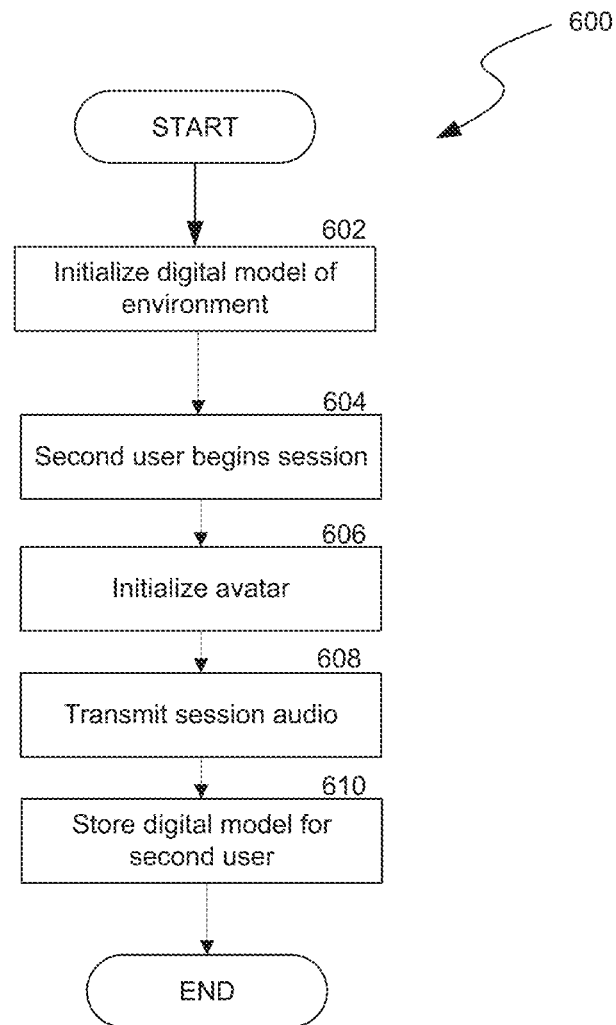 600
START
602
Initialize digital model of
environment
604
Second user begins session
606
Initialize avatar
608
Transmit session audio
610
Store digital model for
second user
END